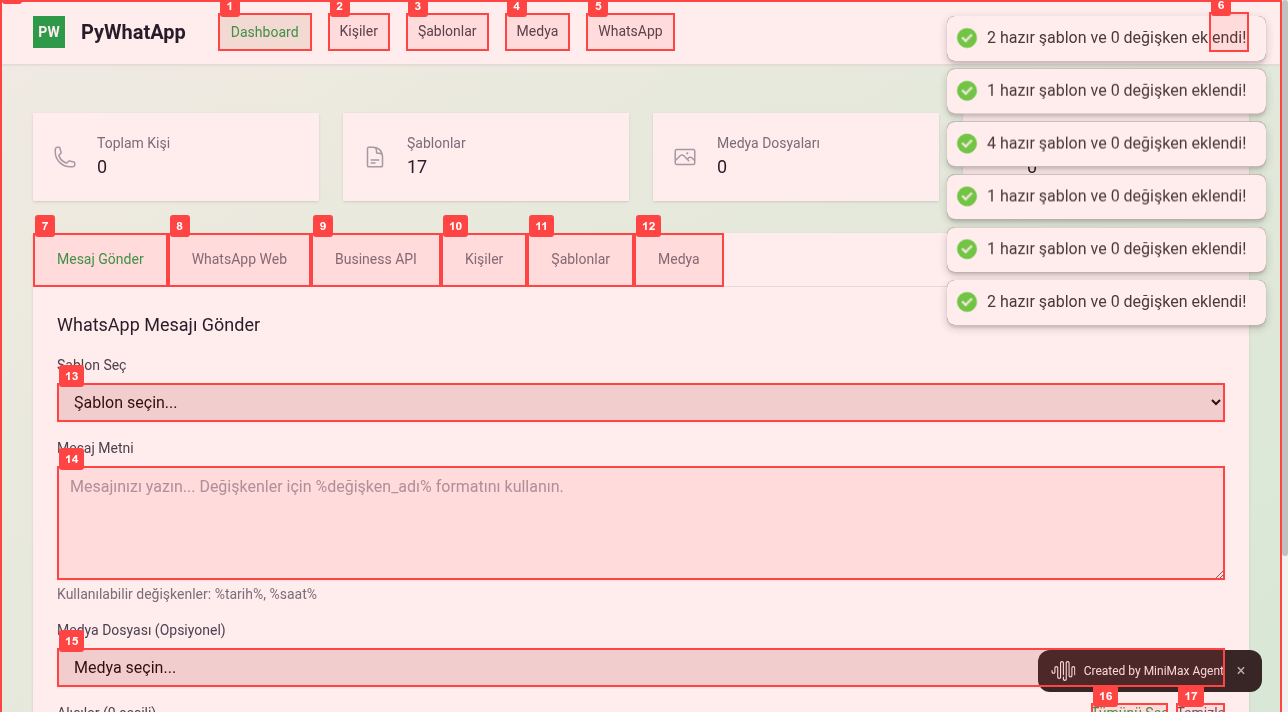 1 2 3 4 5 6
PW PyWhatApp Dashboard Kişiler Şablonlar Medya WhatsApp
2 hazır şablon ve 0 değişken eklendi!
1 hazır şablon ve 0 değişken eklendi!
4 hazır şablon ve 0 değişken eklendi!
1 hazır şablon ve 0 değişken eklendi!
1 hazır şablon ve 0 değişken eklendi!
2 hazır şablon ve 0 değişken eklendi!
Toplam Kişi
0
Şablonlar
17
Medya Dosyaları
0
0
7 8 9 10 11 12
Mesaj Gönder WhatsApp Web Business API Kişiler Şablonlar Medya
WhatsApp Mesajı Gönder
Şablon Seç
13
Şablon seçin...
Mesaj Metni
14
Mesajınızı yazın... Değişkenler için %değişken_adı% formatını kullanın.
Kullanılabilir değişkenler: %tarih%, %saat%
Medya Dosyası (Opsiyonel)
15
Medya seçin...
Created by MiniMax Agent ×
16 17
Alıcılar (0 seçili) Tümünü Seç Temizle